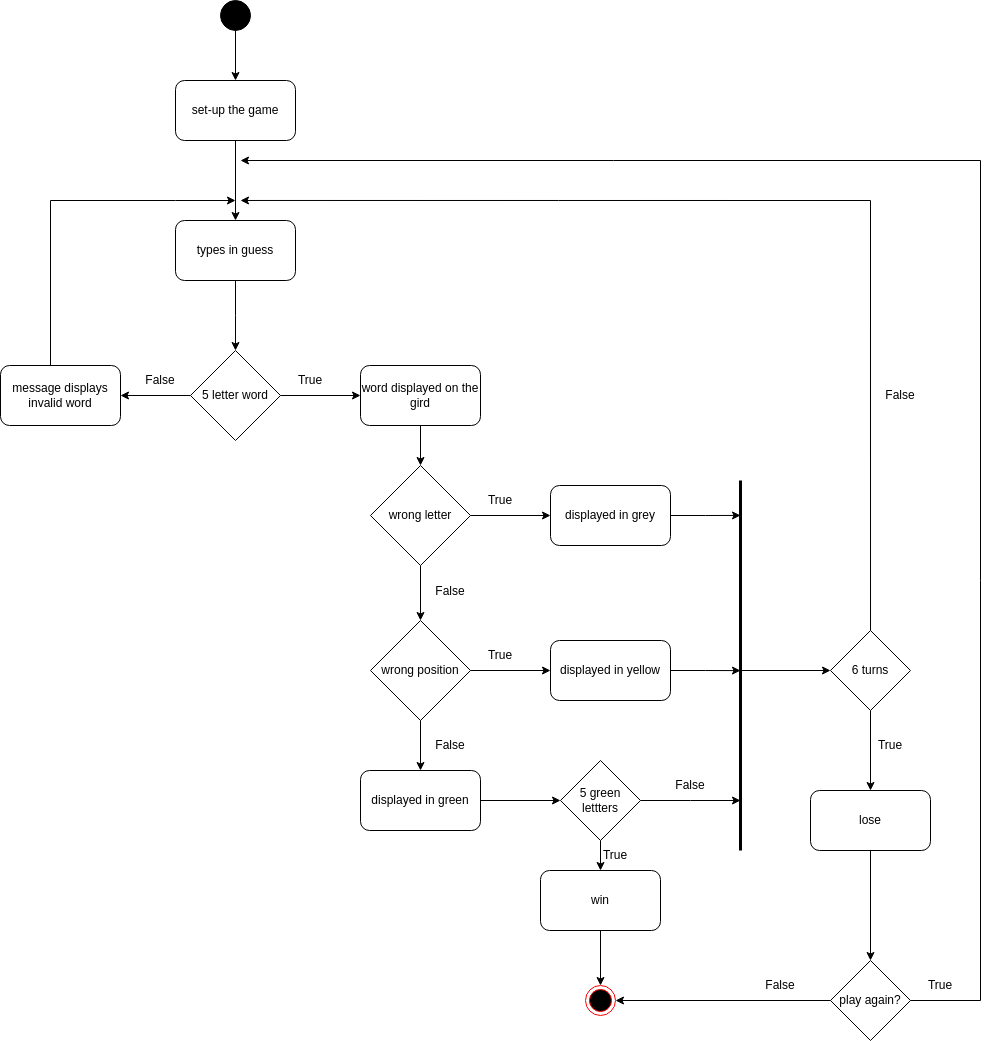 set-up the game
types in guess
message displays
invalid word
False
5 letter word
True
word displayed on the
gird
False
wrong letter
True
displayed in grey
False
wrong position
True
displayed in yellow
6 turns
False
True
displayed in green
5 green
lettters
False
True
lose
win
False
play again?
True